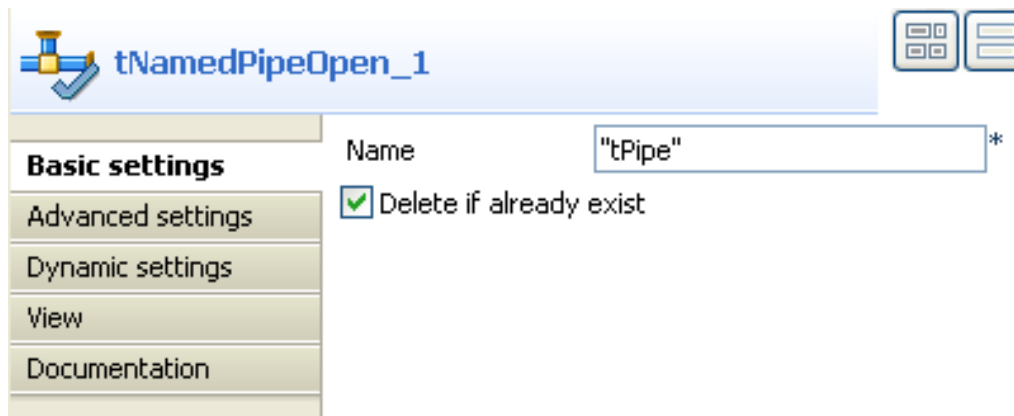 tNamedPipeOpen_1
Basic settings
Advanced settings
Dynamic settings
View
Documentation
Name "tPipe" *
Delete if already exist